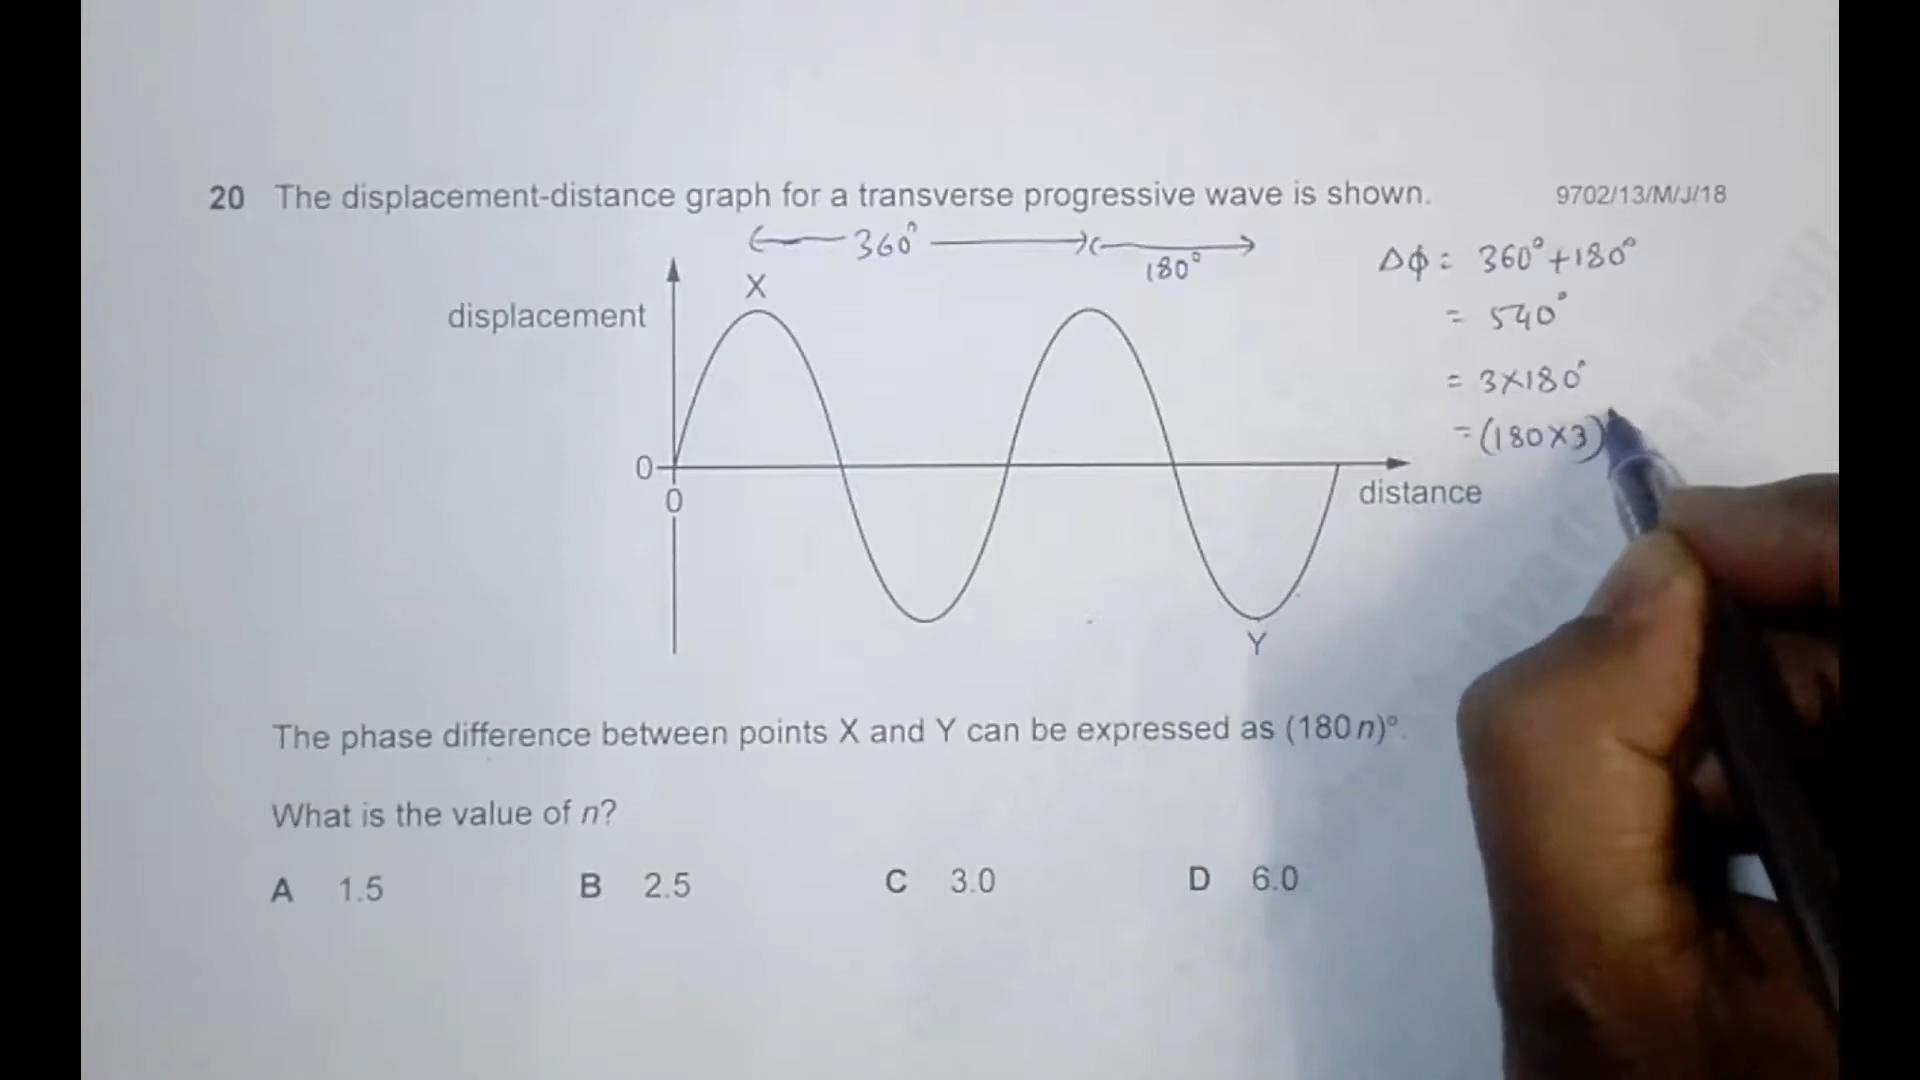 20 The displacement-distance graph for a transverse progressive wave is shown. 9702/13/M/J/18
360°
180°
Δϕ = 360° + 180°
= 540°
= 3×180°
= (180×3)
X
displacement
0
0
distance
Y
The phase difference between points X and Y can be expressed as (180n)°.
What is the value of n?
A 1.5 B 2.5 C 3.0 D 6.0